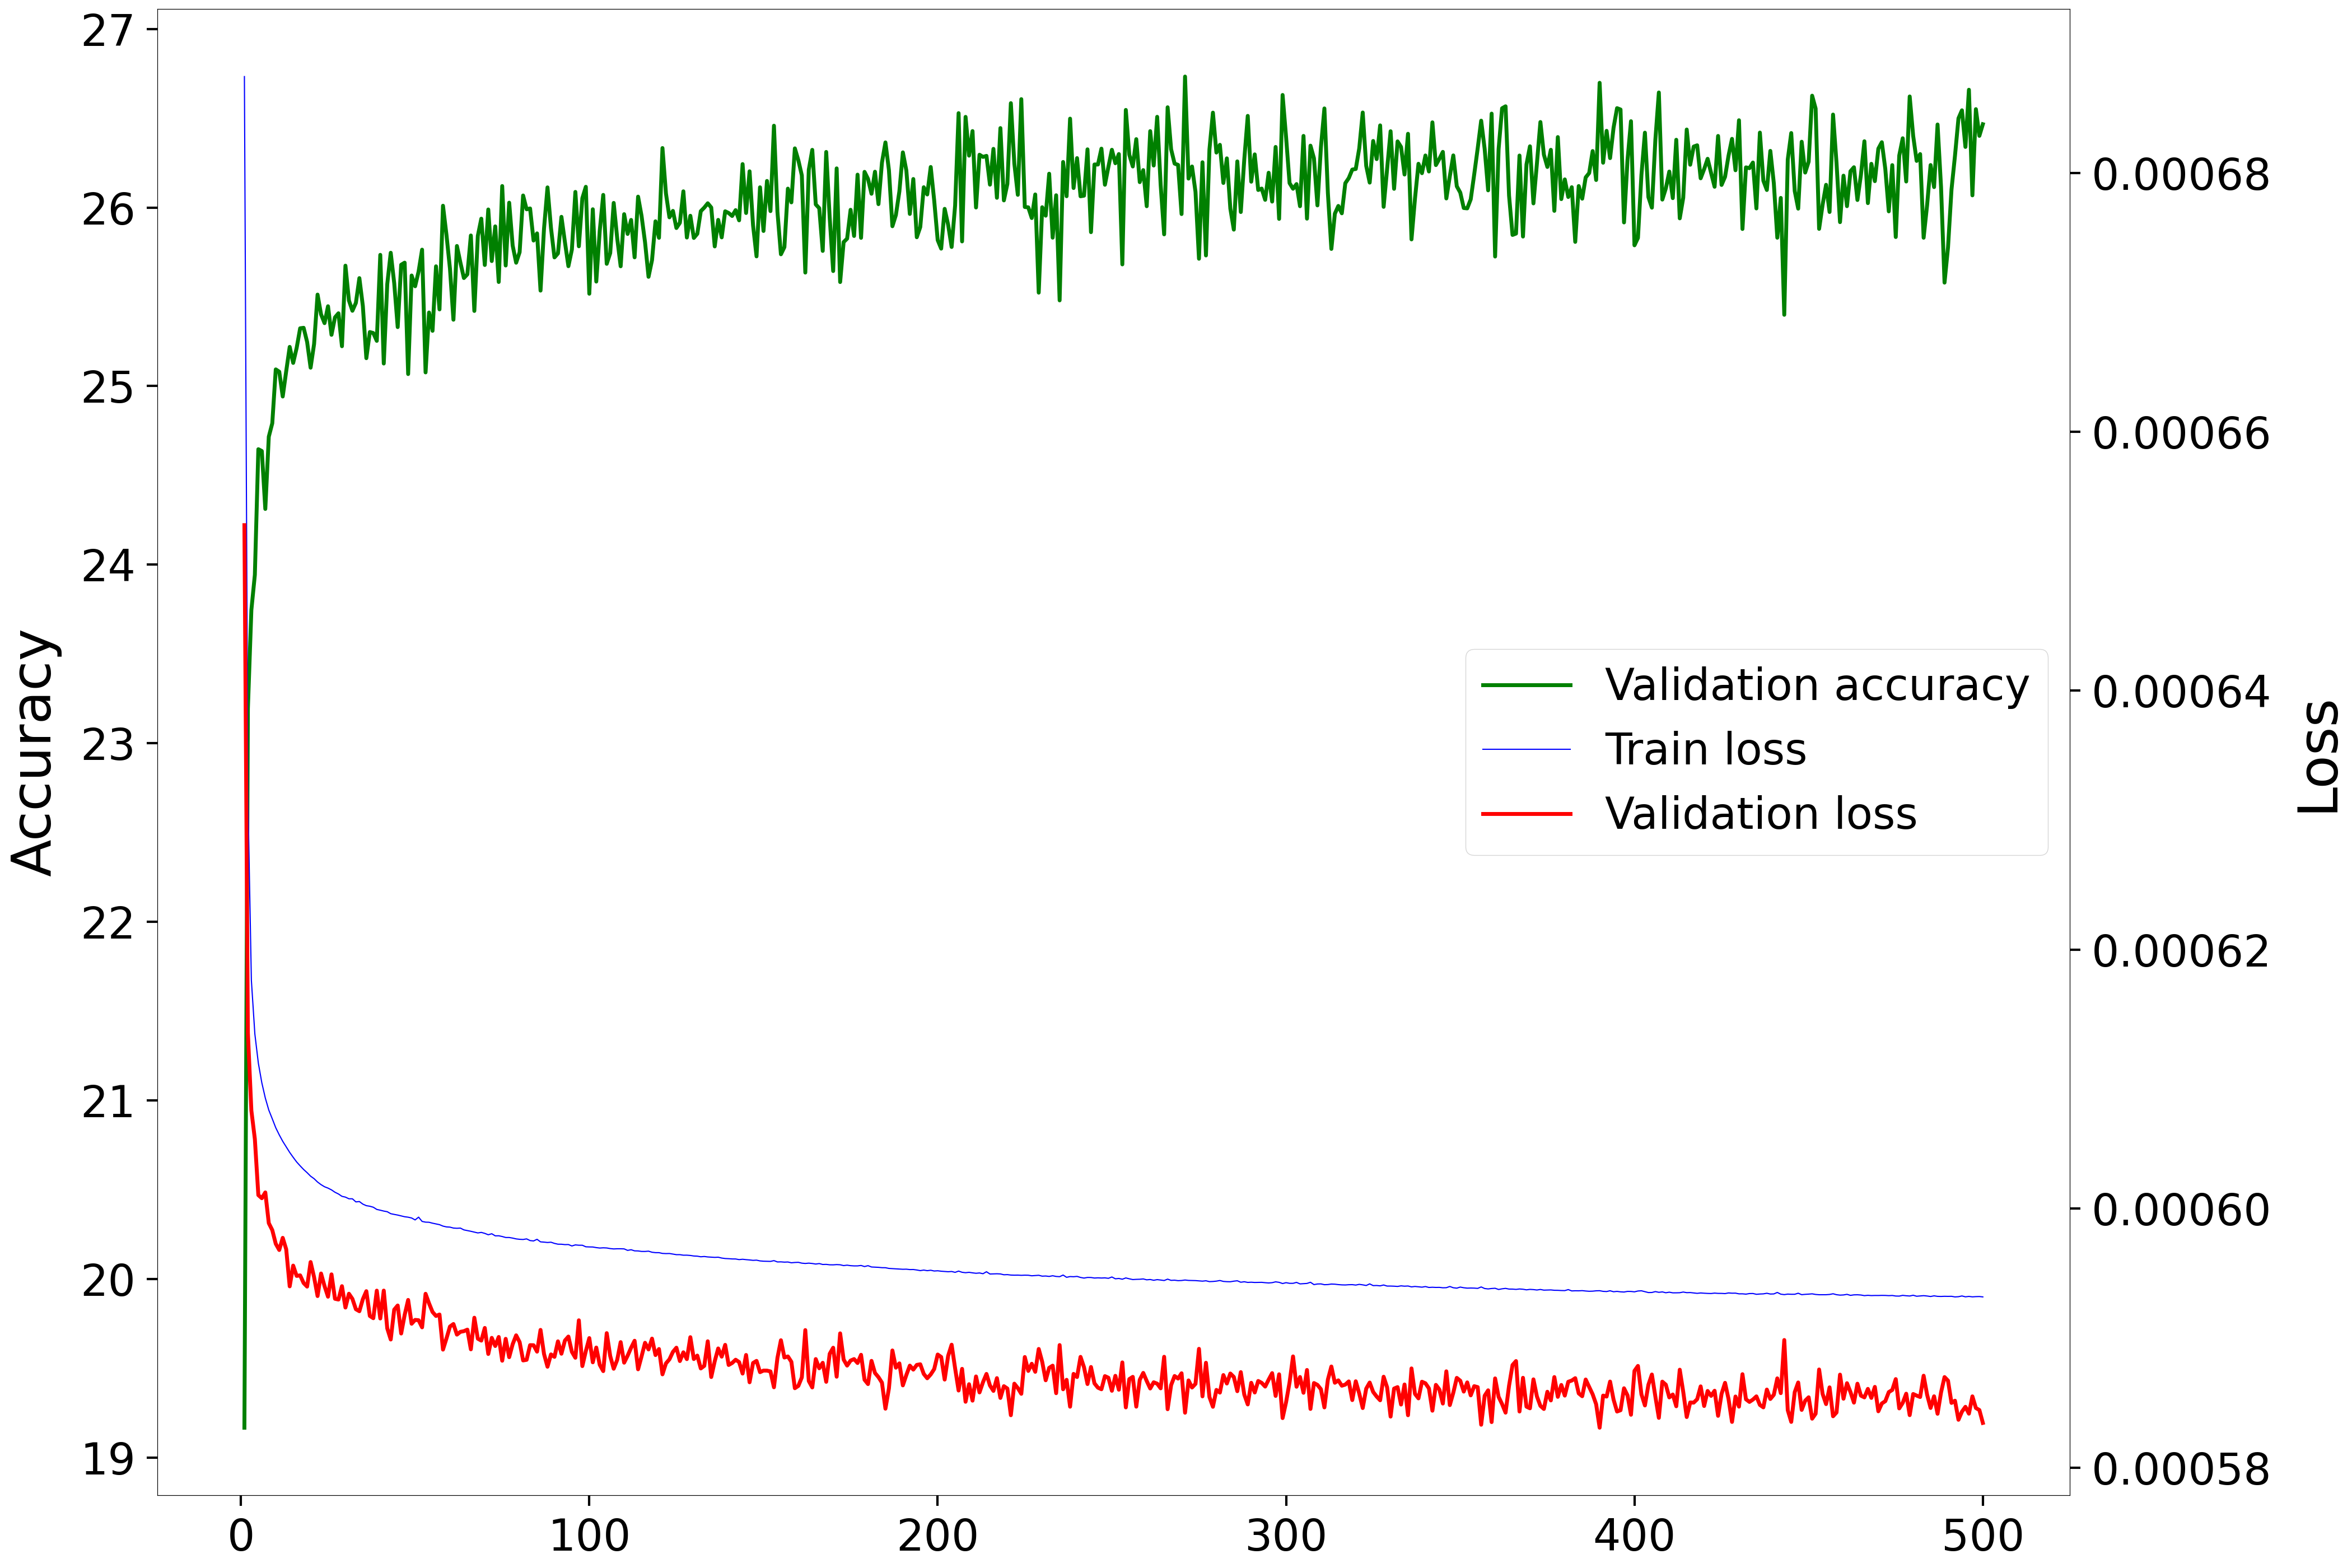 Accuracy
27
26
25
24
23
22
21
20
19
0 100 200 300 400 500
Validation accuracy
Train loss
Validation loss
0.00068
0.00066
0.00064
0.00062
0.00060
0.00058
Loss